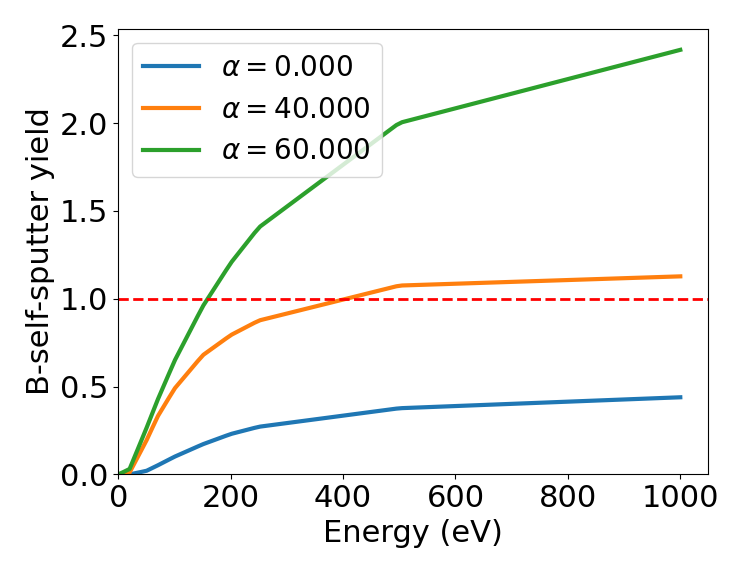 2.5
2.0
1.5
1.0
0.5
0.0
B-self-sputter yield
α = 0.000
α = 40.000
α = 60.000
0 200 400 600 800 1000
Energy (eV)